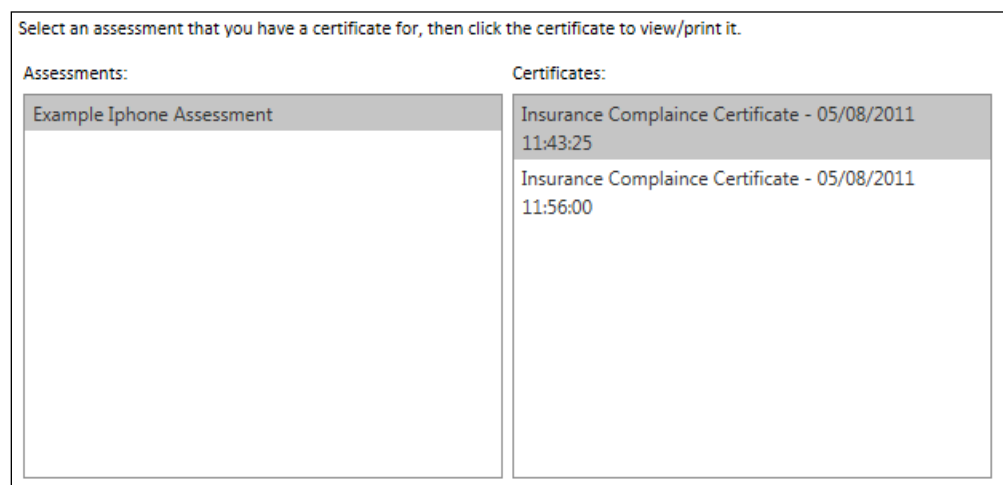 Select an assessment that you have a certificate for, then click the certificate to view/print it.
Assessments:
Example Iphone Assessment
Certificates:
Insurance Complaince Certificate - 05/08/2011
11:43:25
Insurance Complaince Certificate - 05/08/2011
11:56:00